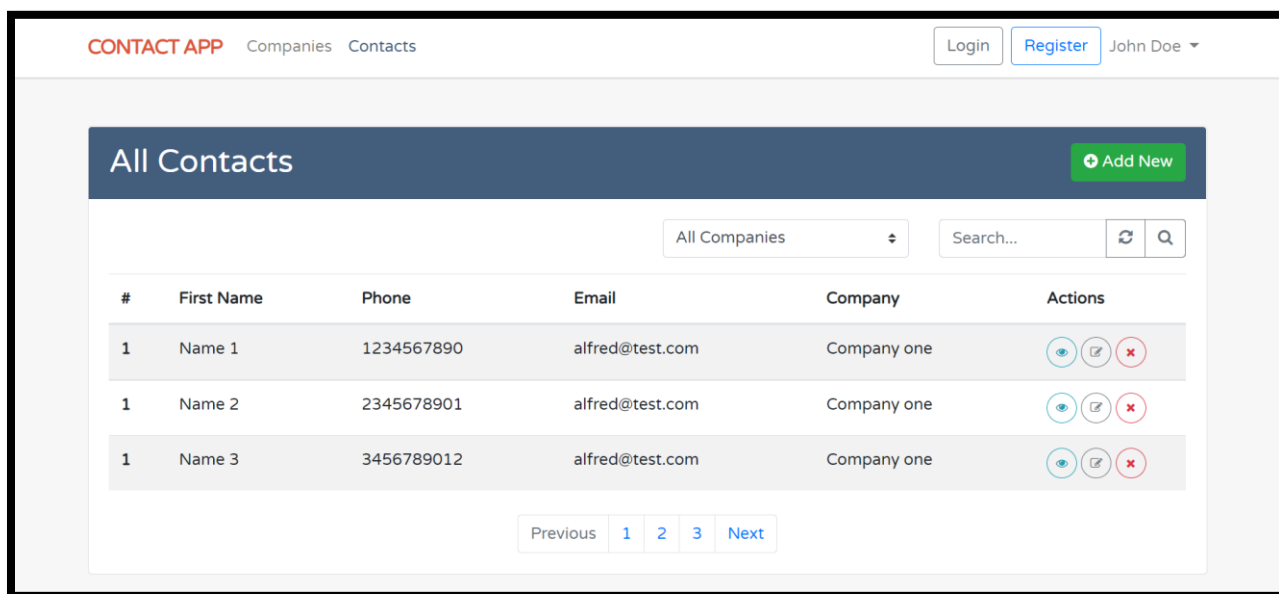 CONTACT APP Companies Contacts Login Register John Doe
All Contacts Add New
All Companies Search...
# First Name Phone Email Company Actions
1 Name 1 1234567890 alfred@test.com Company one
1 Name 2 2345678901 alfred@test.com Company one
1 Name 3 3456789012 alfred@test.com Company one
Previous 1 2 3 Next